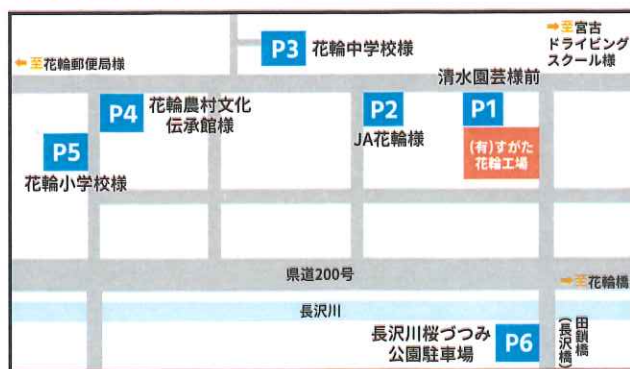 ←至花輪郵便局様
P3 花輪中学校様
→至宮古
ドライビング
スクール様
清水園芸様前
P4 花輪農村文化
伝承館様
P2
JA花輪様
P1
(有)すがた
花輪工場
P5
花輪小学校様
県道200号
→至花輪橋
長沢川
長沢川桜づつみ
公園駐車場
P6
田鎖橋
(長沢橋)